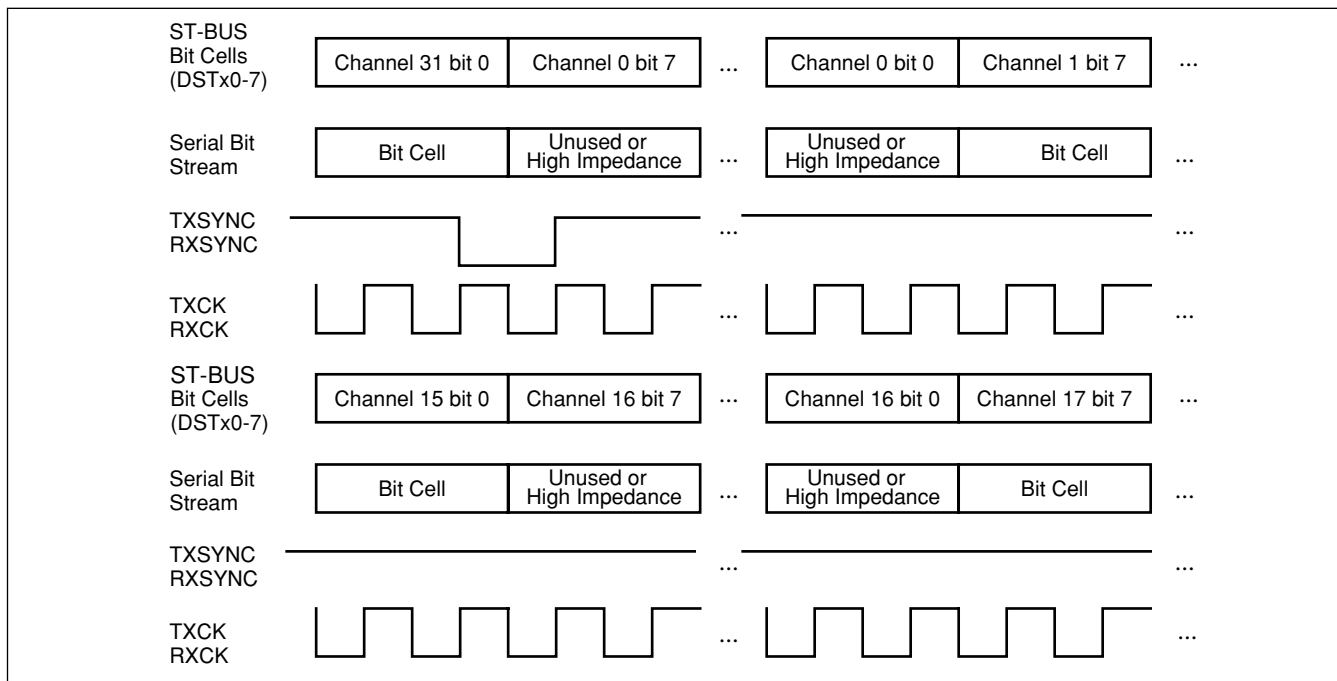 ST-BUS
Bit Cells
(DSTx0-7)
Channel 31 bit 0
Channel 0 bit 7
...
Channel 0 bit 0
Channel 1 bit 7
...
Serial Bit
Stream
Bit Cell
Unused or
High Impedance
...
Unused or
High Impedance
Bit Cell
...
TXSYNC
RXSYNC
...
...
TXCK
RXCK
...
...
ST-BUS
Bit Cells
(DSTx0-7)
Channel 15 bit 0
Channel 16 bit 7
...
Channel 16 bit 0
Channel 17 bit 7
...
Serial Bit
Stream
Bit Cell
Unused or
High Impedance
...
Unused or
High Impedance
Bit Cell
...
TXSYNC
RXSYNC
...
...
TXCK
RXCK
...
...